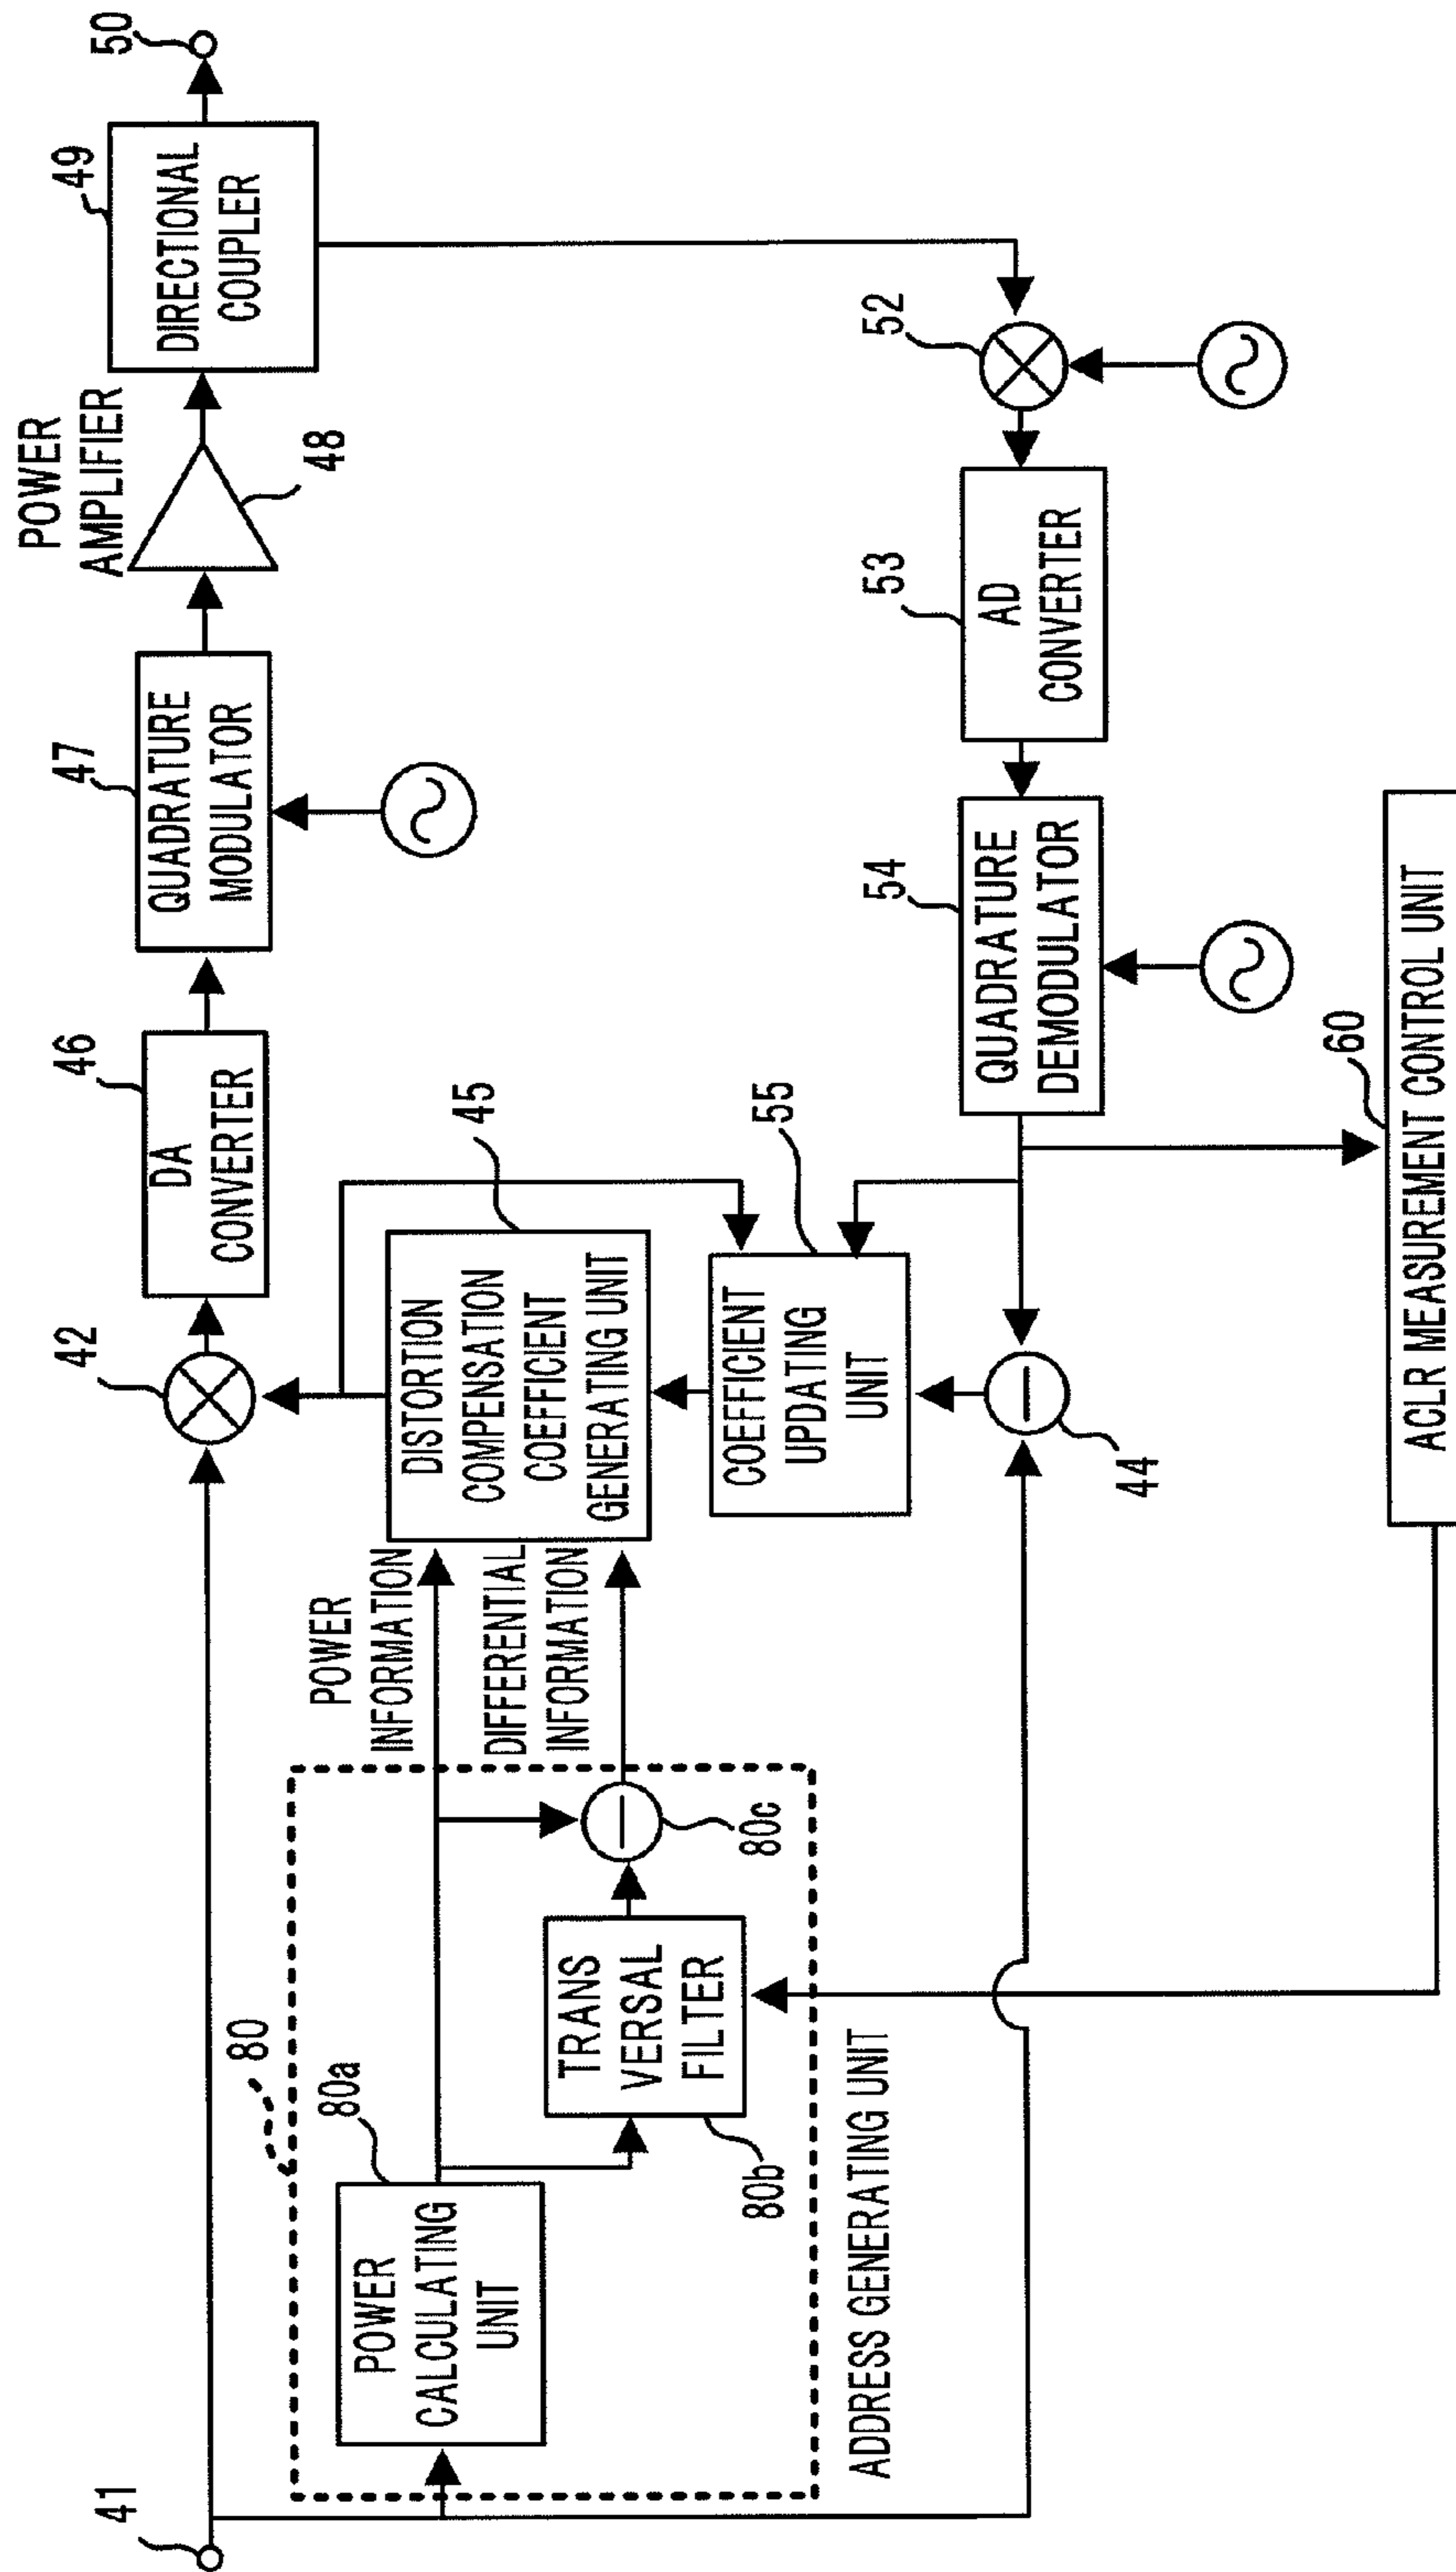 41
42
46
DA
CONVERTER
47
QUADRATURE
MODULATOR
POWER
AMPLIFIER
48
49
DIRECTIONAL
COUPLER
50
80
80a
POWER
CALCULATING
UNIT
TRANS
VERSAL
FILTER
80b
80c
ADDRESS GENERATING UNIT
POWER
INFORMATION
DIFFERENTIAL
INFORMATION
45
DISTORTION
COMPENSATION
COEFFICIENT
GENERATING UNIT
55
COEFFICIENT
UPDATING
UNIT
44
54
QUADRATURE
DEMODULATOR
53
AD
CONVERTER
52
60
ACLR MEASUREMENT CONTROL UNIT